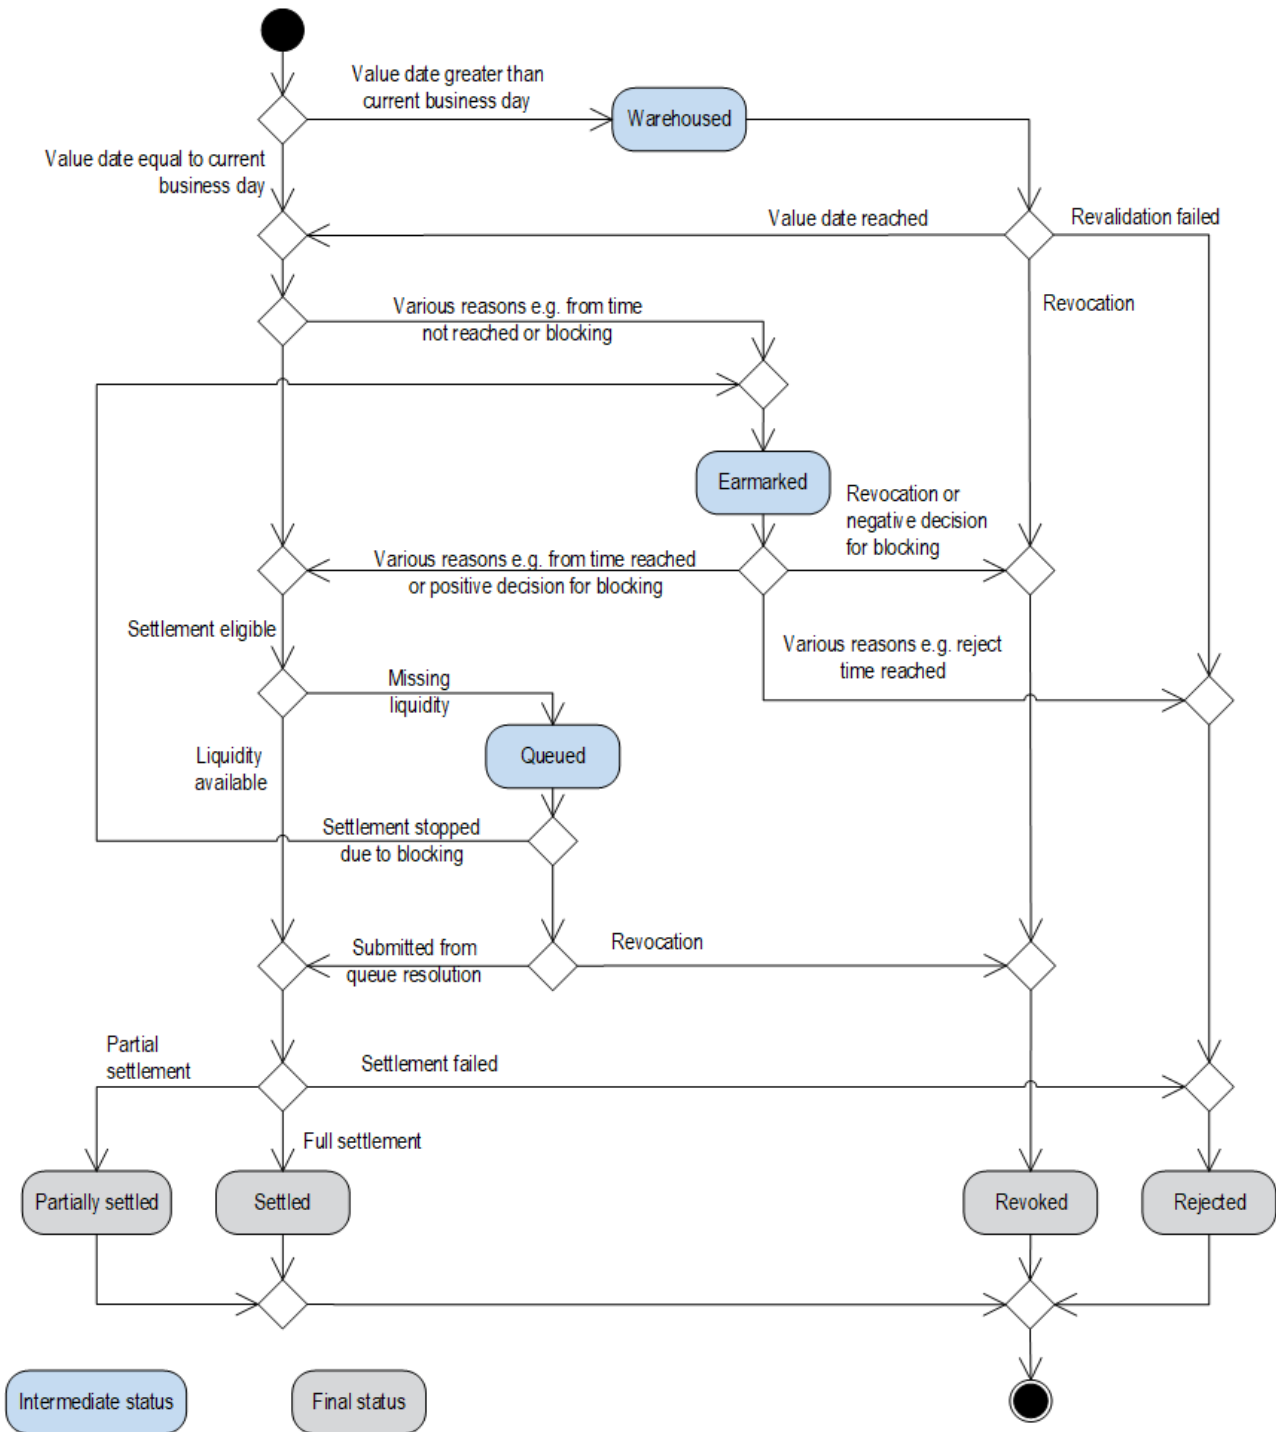 Value date greater than
current business day
Warehoused
Value date equal to current
business day
Value date reached
Revalidation failed
Revocation
Various reasons e.g. from time
not reached or blocking
Earmarked
Revocation or
negative decision
for blocking
Various reasons e.g. from time reached
or positive decision for blocking
Settlement eligible
Various reasons e.g. reject
time reached
Missing
liquidity
Queued
Liquidity
available
Settlement stopped
due to blocking
Submitted from
queue resolution
Revocation
Partial
settlement
Settlement failed
Full settlement
Partially settled
Settled
Revoked
Rejected
Intermediate status
Final status